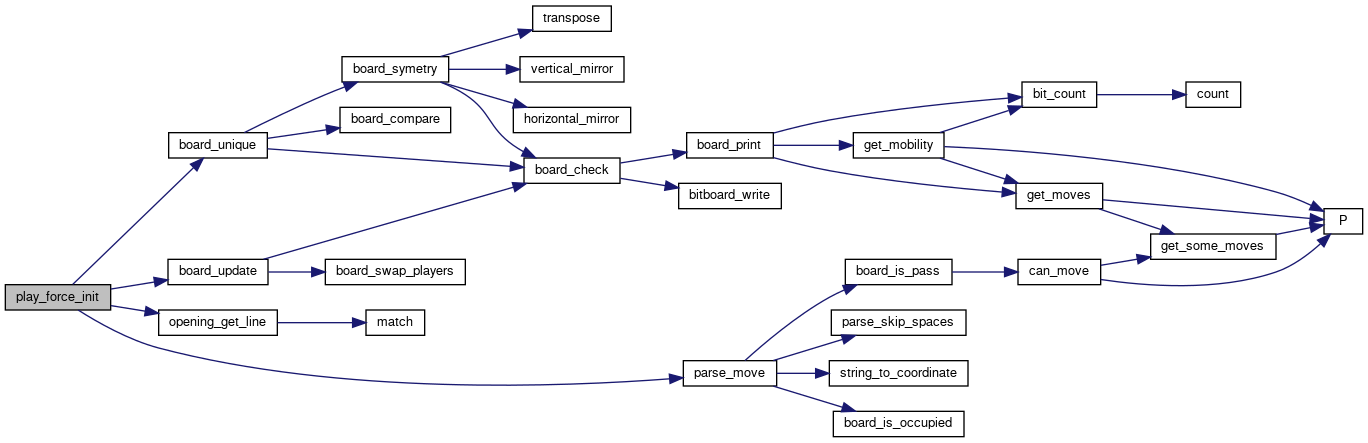 play_force_init
board_unique
board_update
opening_get_line
board_symetry
board_compare
board_swap_players
match
transpose
vertical_mirror
horizontal_mirror
board_check
board_print
bitboard_write
parse_move
get_mobility
board_is_pass
parse_skip_spaces
string_to_coordinate
board_is_occupied
bit_count
get_moves
can_move
count
get_some_moves
P